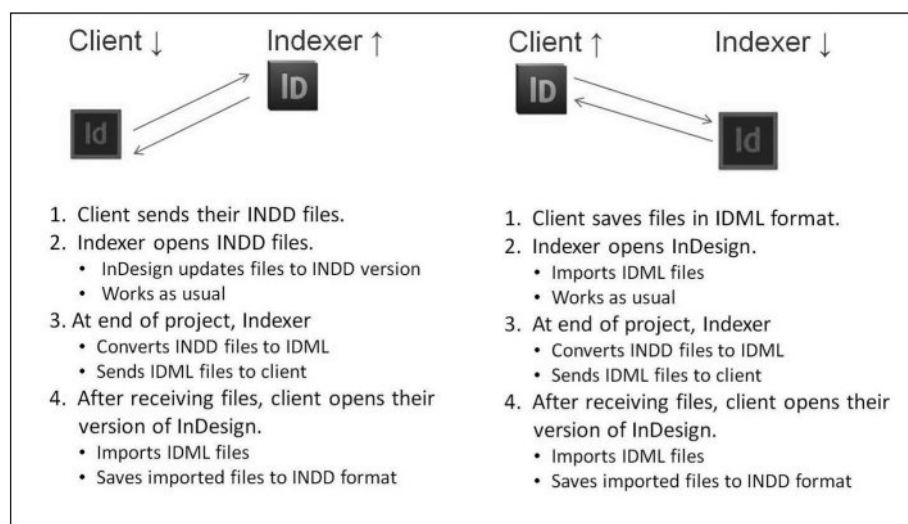 Client ↓ Indexer ↑
ID
Id
1. Client sends their INDD files.
2. Indexer opens INDD files.
• InDesign updates files to INDD version
• Works as usual
3. At end of project, Indexer
• Converts INDD files to IDML
• Sends IDML files to client
4. After receiving files, client opens their
version of InDesign.
• Imports IDML files
• Saves imported files to INDD format
Client ↑ Indexer ↓
ID
Id
1. Client saves files in IDML format.
2. Indexer opens InDesign.
• Imports IDML files
• Works as usual
3. At end of project, Indexer
• Converts INDD files to IDML
• Sends IDML files to client
4. After receiving files, client opens their
version of InDesign.
• Imports IDML files
• Saves imported files to INDD format